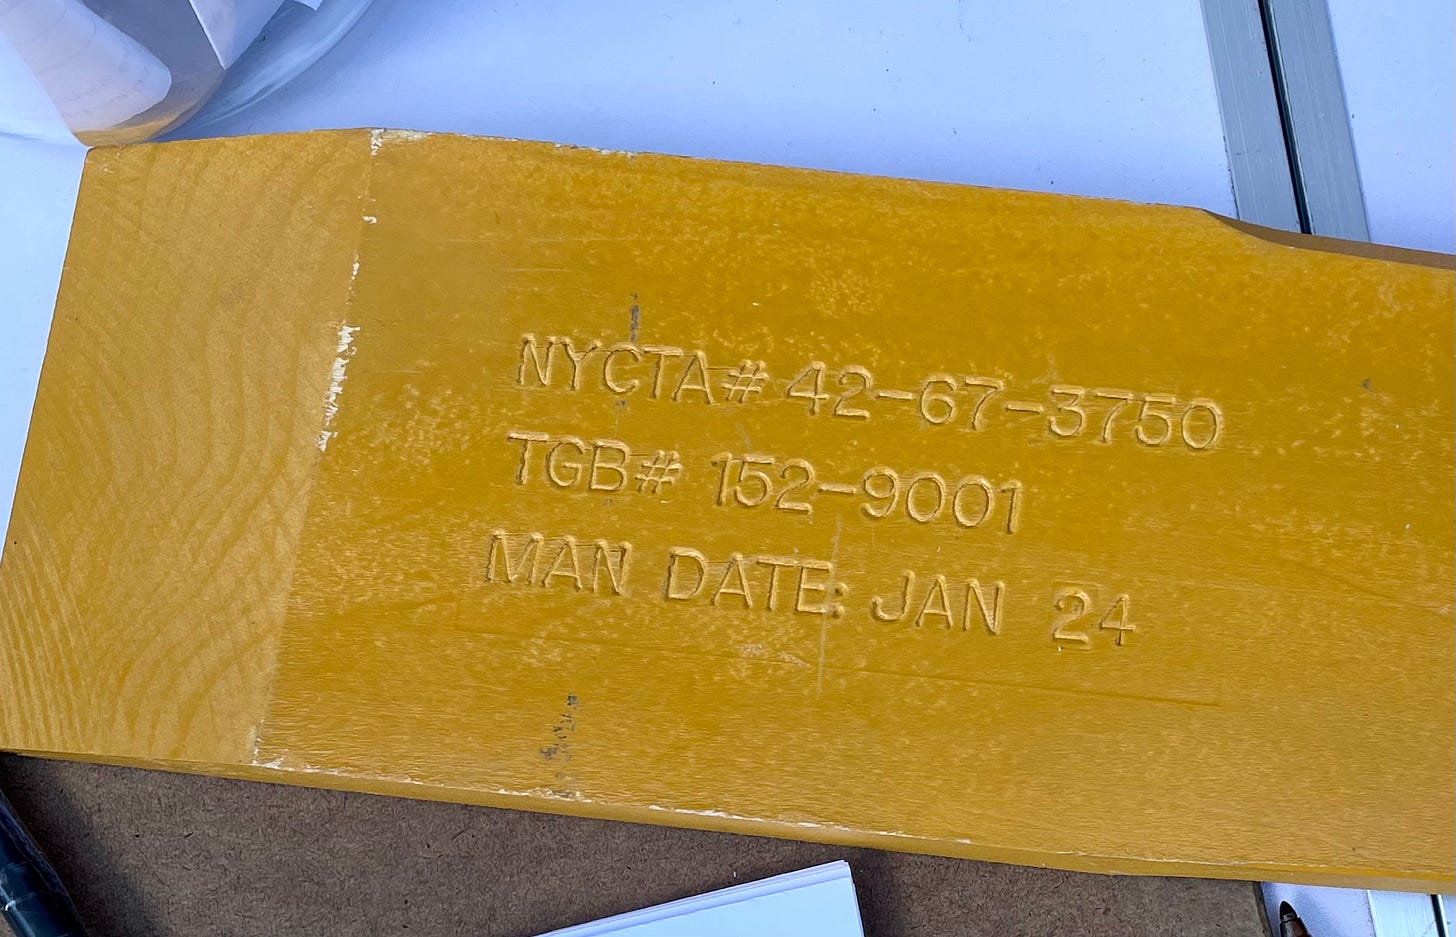 NYCTA# 42-67-3750
TGB# 152-9001
MAN DATE: JAN 24